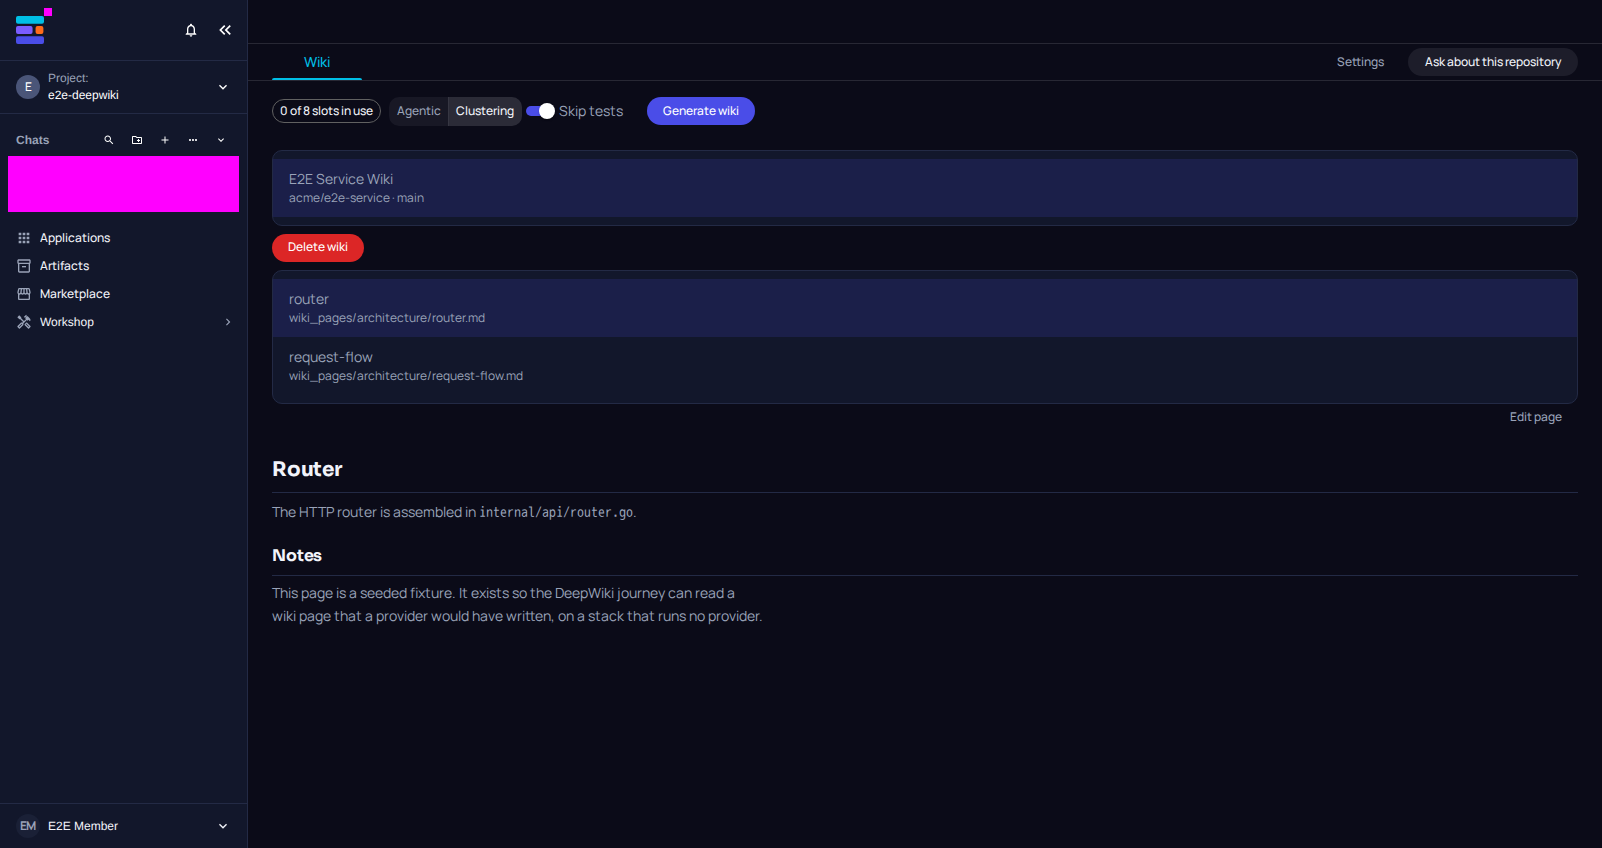 Project:
E
e2e-deepwiki
Chats
Applications
Artifacts
Marketplace
Workshop
EM
E2E Member
Wiki
Settings
Ask about this repository
0 of 8 slots in use
Agentic
Clustering
Skip tests
Generate wiki
E2E Service Wiki
acme/e2e-service · main
Delete wiki
router
wiki_pages/architecture/router.md
request-flow
wiki_pages/architecture/request-flow.md
Edit page
Router
The HTTP router is assembled in internal/api/router.go.
Notes
This page is a seeded fixture. It exists so the DeepWiki journey can read a
wiki page that a provider would have written, on a stack that runs no provider.